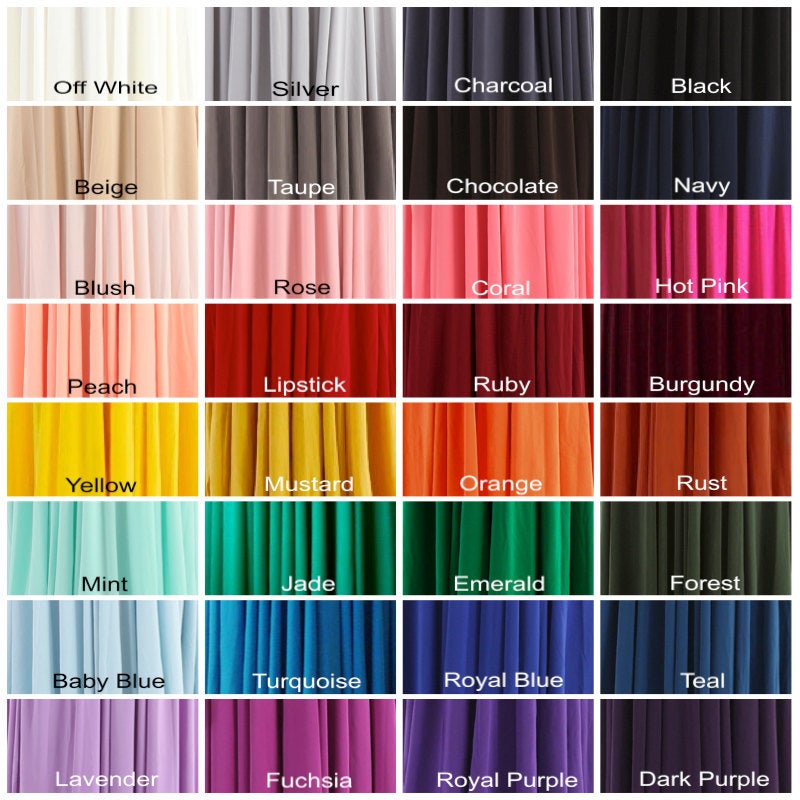 Off White
Silver
Charcoal
Black
Beige
Taupe
Chocolate
Navy
Blush
Rose
Coral
Hot Pink
Peach
Lipstick
Ruby
Burgundy
Yellow
Mustard
Orange
Rust
Mint
Jade
Emerald
Forest
Baby Blue
Turquoise
Royal Blue
Teal
Lavender
Fuchsia
Royal Purple
Dark Purple